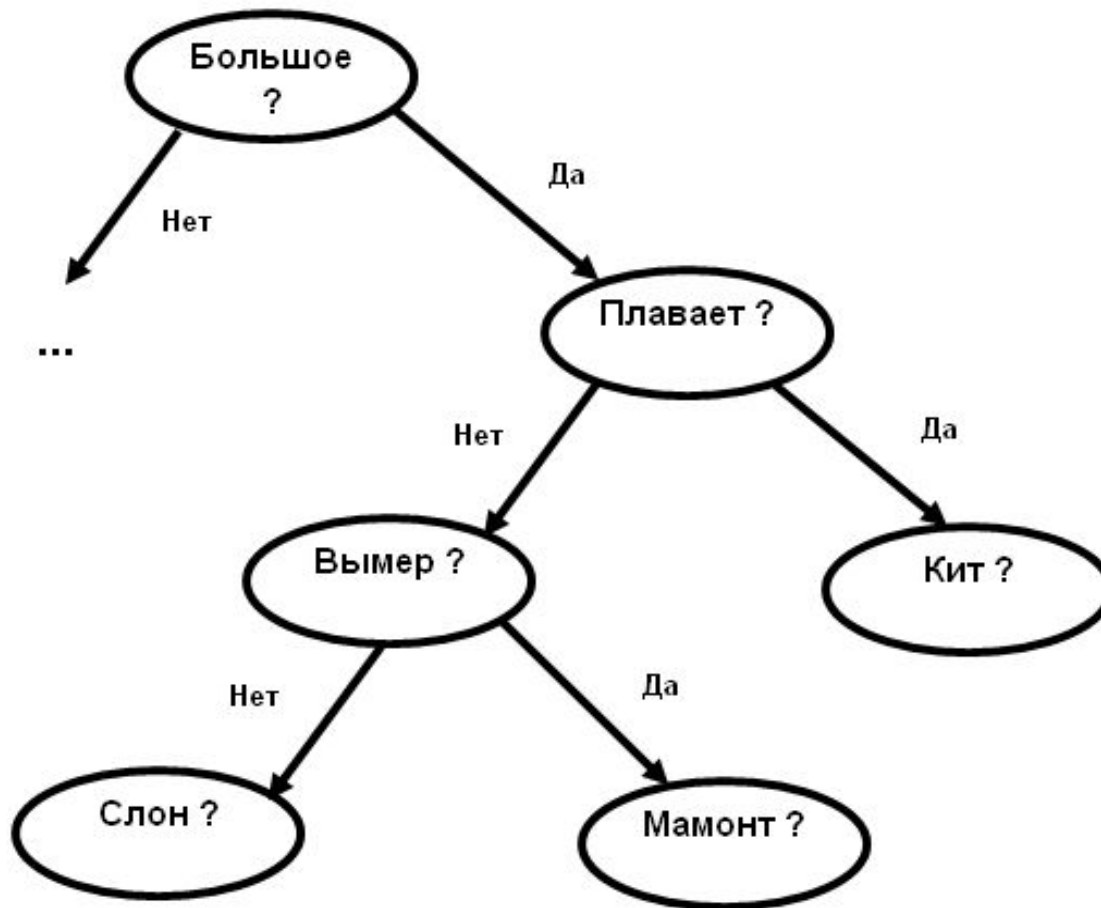 Большое
?
Да
Нет
...
Плавает ?
Нет
Да
Вымер ?
Кит ?
Нет
Да
Слон ?
Мамонт ?